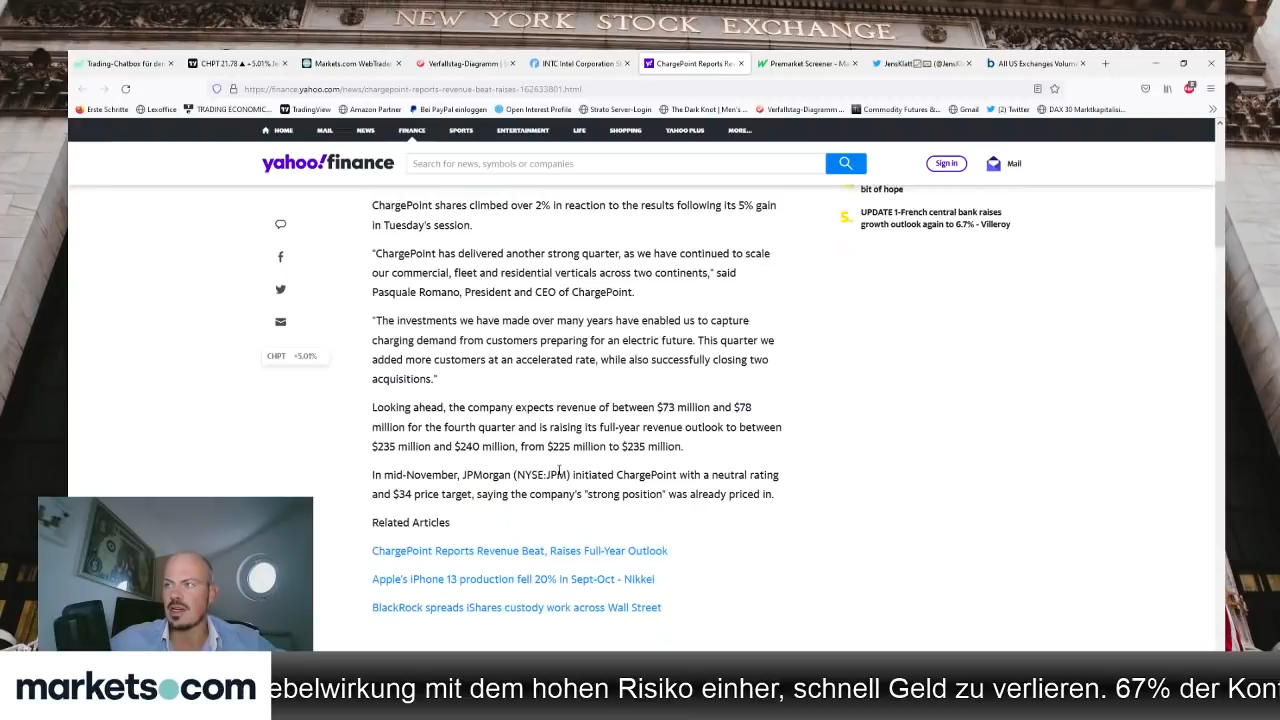 NEW YORK STOCK EXCHANGE
Trading-Chatbox für den
CHPT 21.78 ▲ +5.01% Je
Markets.com WebTrader
Verfallstag-Diagramm |
INTC Intel Corporation S
ChargePoint Reports Re
Premarket Screener - Ma
JensKlatt (@JensKl
All US Exchanges Volum
https://finance.yahoo.com/news/chargepoint-reports-revenue-beat-raises-162633801.html
Erste Schritte
Lexoffice
TRADING ECONOMIC...
TradingView
Amazon Partner
Bei PayPal einloggen
Open Interest Profile
Strato Server-Login
The Dark Knot | Men's ...
Verfallstag-Diagramm ...
Commodity Futures &...
Gmail
(2) Twitter
DAX 30 Marktkapitalisi...
HOME
MAIL
NEWS
FINANCE
SPORTS
ENTERTAINMENT
LIFE
SHOPPING
YAHOO PLUS
MORE...
yahoo!finance
Search for news, symbols or companies
Sign in
Mail
bit of hope
5. UPDATE 1-French central bank raises
growth outlook again to 6.7% - Villeroy
ChargePoint shares climbed over 2% in reaction to the results following its 5% gain
in Tuesday's session.
"ChargePoint has delivered another strong quarter, as we have continued to scale
our commercial, fleet and residential verticals across two continents," said
Pasquale Romano, President and CEO of ChargePoint.
"The investments we have made over many years have enabled us to capture
charging demand from customers preparing for an electric future. This quarter we
added more customers at an accelerated rate, while also successfully closing two
acquisitions."
CHPT +5.01%
Looking ahead, the company expects revenue of between $73 million and $78
million for the fourth quarter and is raising its full-year revenue outlook to between
$235 million and $240 million, from $225 million to $235 million.
In mid-November, JPMorgan (NYSE:JPM) initiated ChargePoint with a neutral rating
and $34 price target, saying the company's "strong position" was already priced in.
Related Articles
ChargePoint Reports Revenue Beat, Raises Full-Year Outlook
Apple's iPhone 13 production fell 20% in Sept-Oct - Nikkei
BlackRock spreads iShares custody work across Wall Street
markets.com
ebelwirkung mit dem hohen Risiko einher, schnell Geld zu verlieren. 67% der Kont